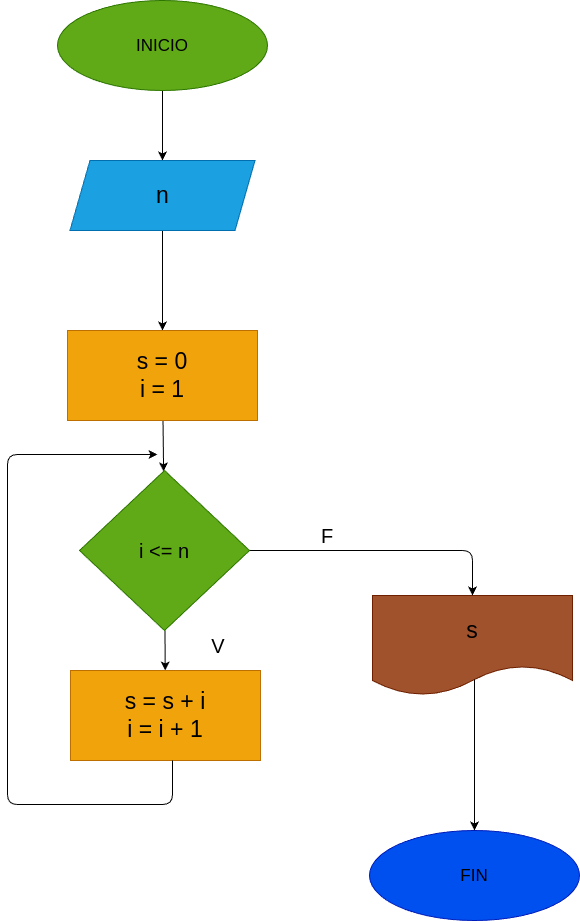 INICIO
n
s = 0
i = 1
i <= n
F
V
s = s + i
i = i + 1
s
FIN